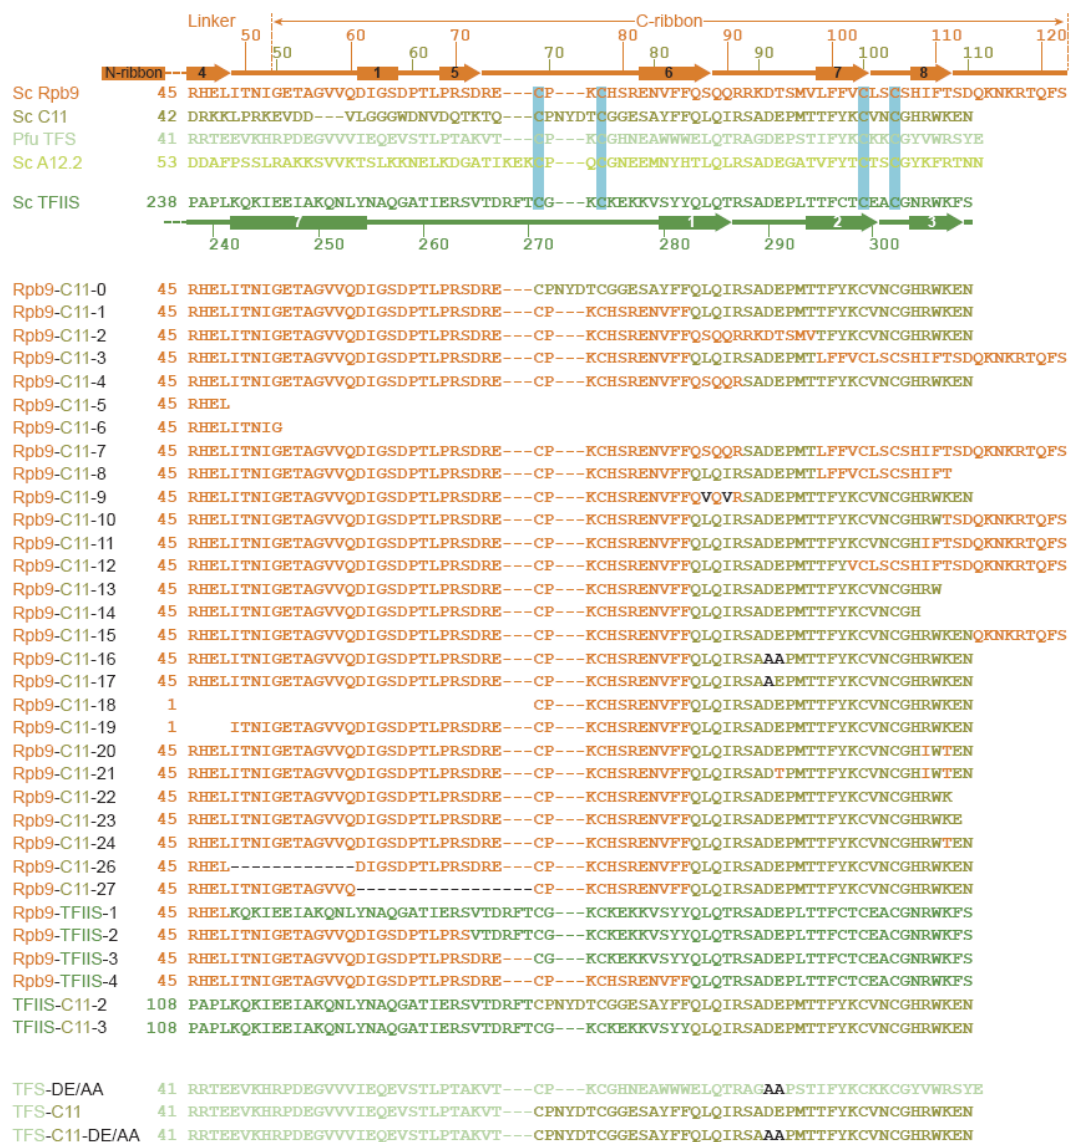 Linker C-ribbon
50 60 70 80 90 100 110 120
50 60 70 80 90 100 110
N-ribbon 4 1 5 6 7 8
Sc Rpb9 45 RHELITNIGETAGVVQDIGSDPTLPRSDRE---CP---KCHSRENVFFQSQQRRKDTSMVLFFVCLSCSHIFTSDQKNKRTQFS
Sc C11 42 DRKKLPRKEVDD---VLGGGWDNVDQTKTQ---CPNYDTCGGESAYFFQLQIRSADEPMTTFYKCVNCGHRWKEN
Pfu TFS 41 RRTEEVKHRPDEGVVVIEQEVSTLPTAKVT---CP---KCGHNEAWWWELQTRAGDEPSTIFYKCKKCGYVWRSYE
Sc A12.2 53 DDAFPSSLRAKKSVVKTSLKKNELKDGATIKEKCP---QCGNEEMNYHTLQLRSADEGATVFYTCTSCGYKFRTNN
Sc TFIIS 238 PAPLKQKIEEIAKQNLYNAQGATIERSVTDRFTCG---KCKEKKVSYYQLQTRSADEPLTTFCTCEACGNRWKFS
7 1 2 3
240 250 260 270 280 290 300
Rpb9-C11-0 45 RHELITNIGETAGVVQDIGSDPTLPRSDRE---CPNYDTCGGESAYFFQLQIRSADEPMTTFYKCVNCGHRWKEN
Rpb9-C11-1 45 RHELITNIGETAGVVQDIGSDPTLPRSDRE---CP---KCHSRENVFFQLQIRSADEPMTTFYKCVNCGHRWKEN
Rpb9-C11-2 45 RHELITNIGETAGVVQDIGSDPTLPRSDRE---CP---KCHSRENVFFQSQQRRKDTSMVTFYKCVNCGHRWKEN
Rpb9-C11-3 45 RHELITNIGETAGVVQDIGSDPTLPRSDRE---CP---KCHSRENVFFQLQIRSADEPMTLFFVCLSCSHIFTSDQKNKRTQFS
Rpb9-C11-4 45 RHELITNIGETAGVVQDIGSDPTLPRSDRE---CP---KCHSRENVFFQSQQRSADEPMTTFYKCVNCGHRWKEN
Rpb9-C11-5 45 RHEL
Rpb9-C11-6 45 RHELITNIG
Rpb9-C11-7 45 RHELITNIGETAGVVQDIGSDPTLPRSDRE---CP---KCHSRENVFFQSQQRSADEPMTLFFVCLSCSHIFTSDQKNKRTQFS
Rpb9-C11-8 45 RHELITNIGETAGVVQDIGSDPTLPRSDRE---CP---KCHSRENVFFQLQIRSADEPMTLFFVCLSCSHIFT
Rpb9-C11-9 45 RHELITNIGETAGVVQDIGSDPTLPRSDRE---CP---KCHSRENVFFQVQVRSADEPMTTFYKCVNCGHRWKEN
Rpb9-C11-10 45 RHELITNIGETAGVVQDIGSDPTLPRSDRE---CP---KCHSRENVFFQLQIRSADEPMTTFYKCVNCGHRWTSDQKNKRTQFS
Rpb9-C11-11 45 RHELITNIGETAGVVQDIGSDPTLPRSDRE---CP---KCHSRENVFFQLQIRSADEPMTTFYKCVNCGHIFTSDQKNKRTQFS
Rpb9-C11-12 45 RHELITNIGETAGVVQDIGSDPTLPRSDRE---CP---KCHSRENVFFQLQIRSADEPMTTFYVCLSCSHIFTSDQKNKRTQFS
Rpb9-C11-13 45 RHELITNIGETAGVVQDIGSDPTLPRSDRE---CP---KCHSRENVFFQLQIRSADEPMTTFYKCVNCGHRW
Rpb9-C11-14 45 RHELITNIGETAGVVQDIGSDPTLPRSDRE---CP---KCHSRENVFFQLQIRSADEPMTTFYKCVNCGH
Rpb9-C11-15 45 RHELITNIGETAGVVQDIGSDPTLPRSDRE---CP---KCHSRENVFFQLQIRSADEPMTTFYKCVNCGHRWKENQKNKRTQFS
Rpb9-C11-16 45 RHELITNIGETAGVVQDIGSDPTLPRSDRE---CP---KCHSRENVFFQLQIRSAAAPMTTFYKCVNCGHRWKEN
Rpb9-C11-17 45 RHELITNIGETAGVVQDIGSDPTLPRSDRE---CP---KCHSRENVFFQLQIRSAAEPMTTFYKCVNCGHRWKEN
Rpb9-C11-18 1 CP---KCHSRENVFFQLQIRSADEPMTTFYKCVNCGHRWKEN
Rpb9-C11-19 1 ITNIGETAGVVQDIGSDPTLPRSDRE---CP---KCHSRENVFFQLQIRSADEPMTTFYKCVNCGHRWKEN
Rpb9-C11-20 45 RHELITNIGETAGVVQDIGSDPTLPRSDRE---CP---KCHSRENVFFQLQIRSADEPMTTFYKCVNCGHIWTEN
Rpb9-C11-21 45 RHELITNIGETAGVVQDIGSDPTLPRSDRE---CP---KCHSRENVFFQLQIRSADTPMTTFYKCVNCGHIWTEN
Rpb9-C11-22 45 RHELITNIGETAGVVQDIGSDPTLPRSDRE---CP---KCHSRENVFFQLQIRSADEPMTTFYKCVNCGHRWK
Rpb9-C11-23 45 RHELITNIGETAGVVQDIGSDPTLPRSDRE---CP---KCHSRENVFFQLQIRSADEPMTTFYKCVNCGHRWKE
Rpb9-C11-24 45 RHELITNIGETAGVVQDIGSDPTLPRSDRE---CP---KCHSRENVFFQLQIRSADEPMTTFYKCVNCGHRWTEN
Rpb9-C11-26 45 RHEL------------DIGSDPTLPRSDRE---CP---KCHSRENVFFQLQIRSADEPMTTFYKCVNCGHRWKEN
Rpb9-C11-27 45 RHELITNIGETAGVVQ-----------------CP---KCHSRENVFFQLQIRSADEPMTTFYKCVNCGHRWKEN
Rpb9-TFIIS-1 45 RHELKQKIEEIAKQNLYNAQGATIERSVTDRFTCG---KCKEKKVSYYQLQTRSADEPLTTFCTCEACGNRWKFS
Rpb9-TFIIS-2 45 RHELITNIGETAGVVQDIGSDPTLPRSVTDRFTCG---KCKEKKVSYYQLQTRSADEPLTTFCTCEACGNRWKFS
Rpb9-TFIIS-3 45 RHELITNIGETAGVVQDIGSDPTLPRSDRE---CG---KCKEKKVSYYQLQTRSADEPLTTFCTCEACGNRWKFS
Rpb9-TFIIS-4 45 RHELITNIGETAGVVQDIGSDPTLPRSDRE---CP---KCHSRENVFFQLQTRSADEPLTTFCTCEACGNRWKFS
TFIIS-C11-2 108 PAPLKQKIEEIAKQNLYNAQGATIERSVTDRFTCPNYDTCGGESAYFFQLQIRSADEPMTTFYKCVNCGHRWKEN
TFIIS-C11-3 108 PAPLKQKIEEIAKQNLYNAQGATIERSVTDRFTCG---KCKEKKVSYYQLQIRSADEPMTTFYKCVNCGHRWKEN
TFS-DE/AA 41 RRTEEVKHRPDEGVVVIEQEVSTLPTAKVT---CP---KCGHNEAWWWELQTRAGAAPSTIFYKCKKCGYVWRSYE
TFS-C11 41 RRTEEVKHRPDEGVVVIEQEVSTLPTAKVT---CPNYDTCGGESAYFFQLQIRSADEPMTTFYKCVNCGHRWKEN
TFS-C11-DE/AA 41 RRTEEVKHRPDEGVVVIEQEVSTLPTAKVT---CPNYDTCGGESAYFFQLQIRSAAAPMTTFYKCVNCGHRWKEN